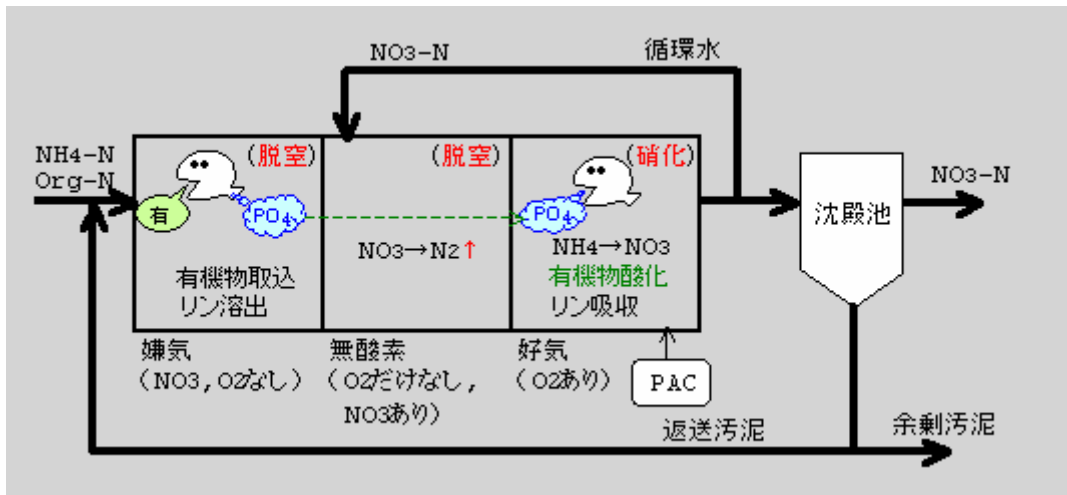 NO3-N
循環水
NH4-N
Org-N
(脱窒)
(脱窒)
(硝化)
NO3-N
有
PO4
PO4
沈殿池
NO3→N2↑
NH4→NO3
有機物取込
有機物酸化
リン溶出
リン吸収
嫌気
(NO3,O2なし)
無酸素
(O2だけなし,
NO3あり)
好気
(O2あり)
PAC
返送汚泥
余剰汚泥